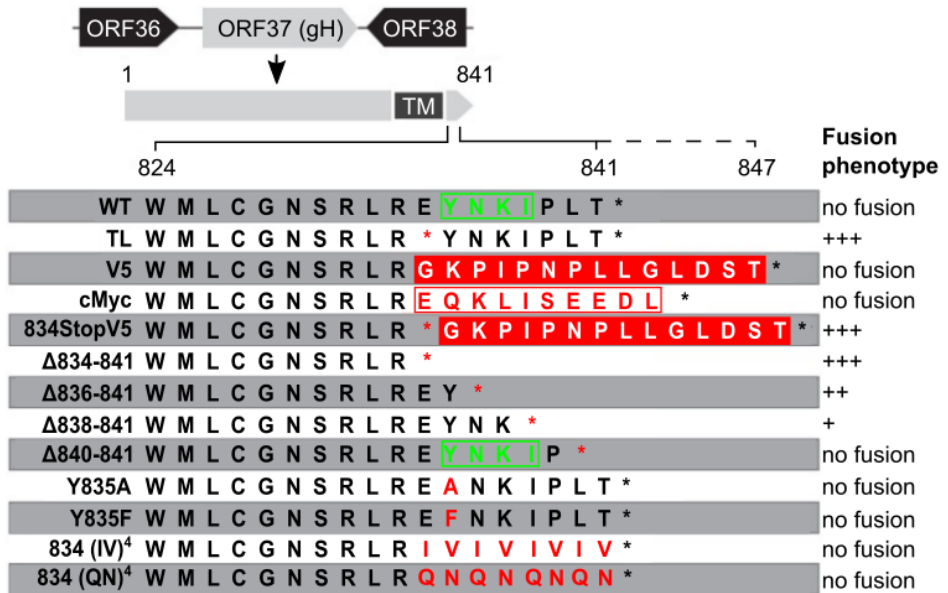 ORF36 ORF37 (gH) ORF38
1 841
TM
Fusion
phenotype
824 841 847
WT W M L C G N S R L R E Y N K I P L T * no fusion
TL W M L C G N S R L R * Y N K I P L T * +++
V5 W M L C G N S R L R G K P I P N P L L G L D S T * no fusion
cMyc W M L C G N S R L R E Q K L I S E E D L * no fusion
834StopV5 W M L C G N S R L R * G K P I P N P L L G L D S T * +++
Δ834-841 W M L C G N S R L R * +++
Δ836-841 W M L C G N S R L R E Y * ++
Δ838-841 W M L C G N S R L R E Y N K * +
Δ840-841 W M L C G N S R L R E Y N K I P * no fusion
Y835A W M L C G N S R L R E A N K I P L T * no fusion
Y835F W M L C G N S R L R E F N K I P L T * no fusion
834 (IV)⁴ W M L C G N S R L R I V I V I V I V * no fusion
834 (QN)⁴ W M L C G N S R L R Q N Q N Q N Q N * no fusion